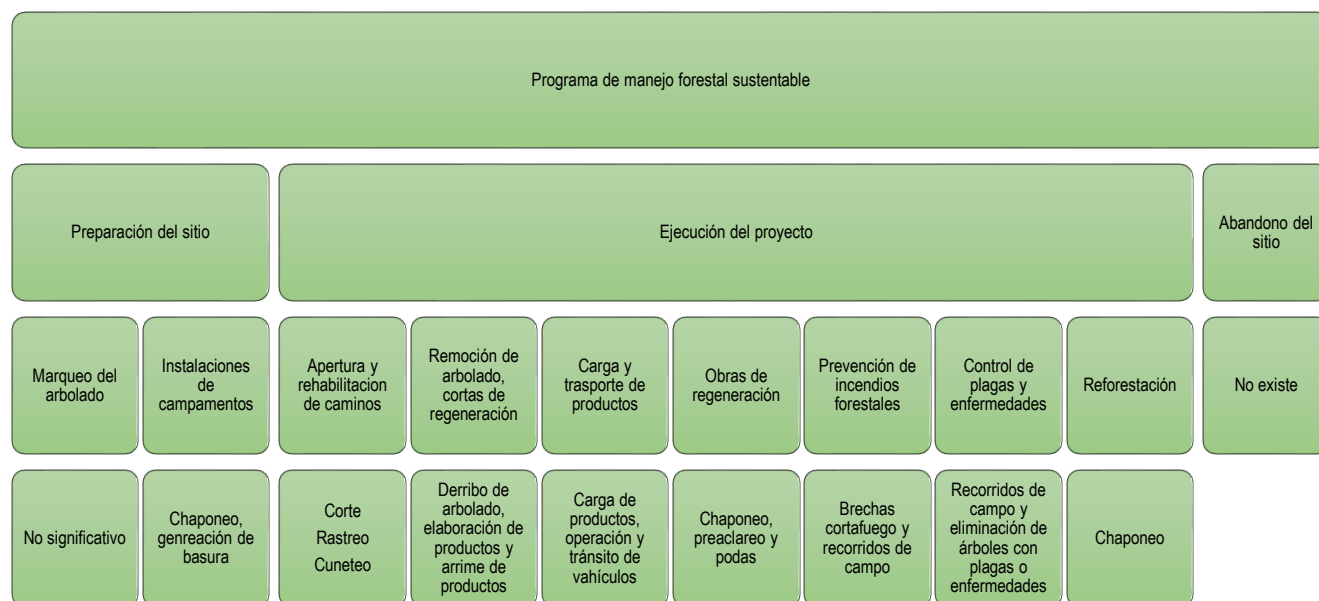 Programa de manejo forestal sustentable
Preparación del sitio
Ejecución del proyecto
Abandono del
sitio
Marqueo del
arbolado
Instalaciones
de
campamentos
Apertura y
rehabilitacion
de caminos
Remoción de
arbolado,
cortas de
regeneración
Carga y
trasporte de
productos
Obras de
regeneración
Prevención de
incendios
forestales
Control de
plagas y
enfermedades
Reforestación
No existe
No significativo
Chaponeo,
genreación de
basura
Corte
Rastreo
Cuneteo
Derribo de
arbolado,
elaboración de
productos y
arrime de
productos
Carga de
productos,
operación y
tránsito de
vahículos
Chaponeo,
preaclareo y
podas
Brechas
cortafuego y
recorridos de
campo
Recorridos de
campo y
eliminación de
árboles con
plagas o
enfermedades
Chaponeo